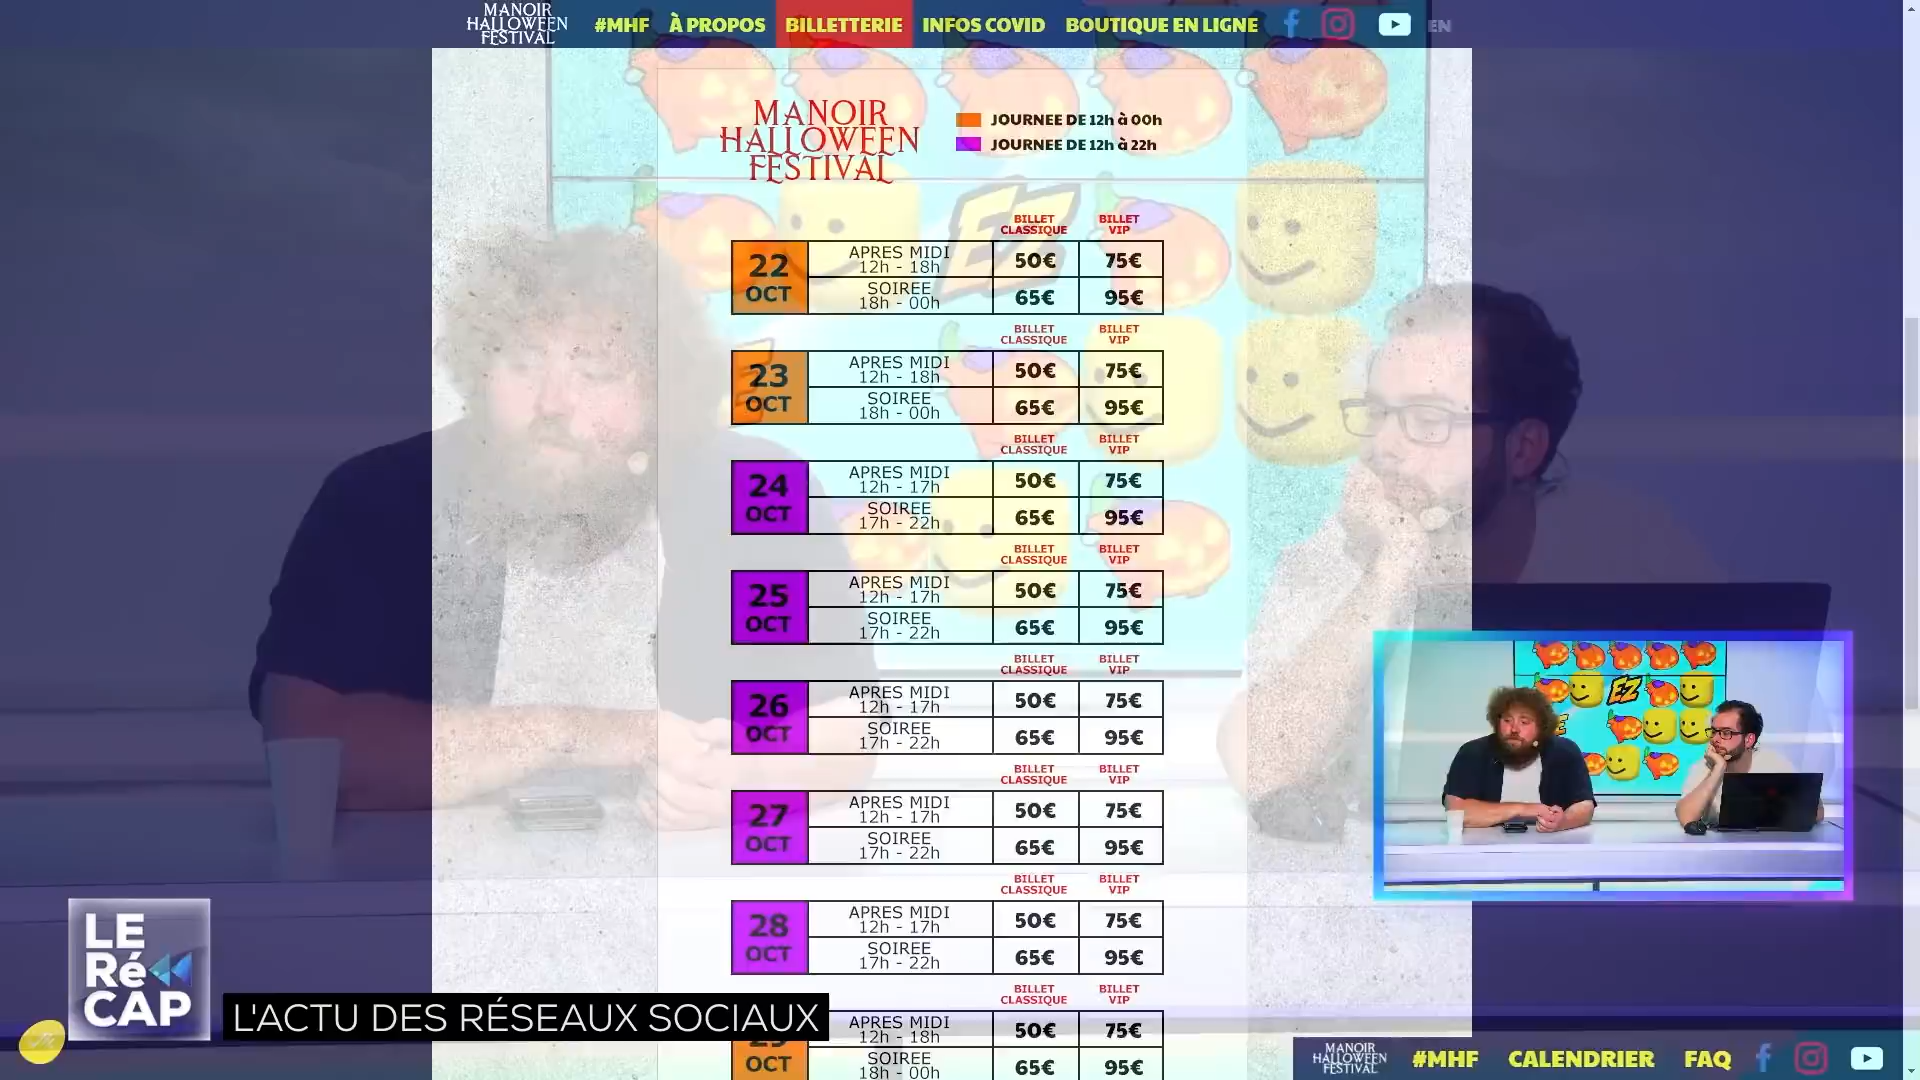 MANOIR
HALLOWEEN
FESTIVAL
#MHF À PROPOS BILLETTERIE INFOS COVID BOUTIQUE EN LIGNE EN
MANOIR
HALLOWEEN
FESTIVAL
JOURNEE DE 12h à 00h
JOURNEE DE 12h à 22h
BILLET CLASSIQUE BILLET VIP
22 OCT
APRES MIDI 12h - 18h 50€ 75€
SOIREE 18h - 00h 65€ 95€
BILLET CLASSIQUE BILLET VIP
23 OCT
APRES MIDI 12h - 18h 50€ 75€
SOIREE 18h - 00h 65€ 95€
BILLET CLASSIQUE BILLET VIP
24 OCT
APRES MIDI 12h - 17h 50€ 75€
SOIREE 17h - 22h 65€ 95€
BILLET CLASSIQUE BILLET VIP
25 OCT
APRES MIDI 12h - 17h 50€ 75€
SOIREE 17h - 22h 65€ 95€
BILLET CLASSIQUE BILLET VIP
26 OCT
APRES MIDI 12h - 17h 50€ 75€
SOIREE 17h - 22h 65€ 95€
BILLET CLASSIQUE BILLET VIP
27 OCT
APRES MIDI 12h - 17h 50€ 75€
SOIREE 17h - 22h 65€ 95€
BILLET CLASSIQUE BILLET VIP
28 OCT
APRES MIDI 12h - 17h 50€ 75€
SOIREE 17h - 22h 65€ 95€
BILLET CLASSIQUE BILLET VIP
29 OCT
APRES MIDI 12h - 18h 50€ 75€
SOIREE 18h - 00h 65€ 95€
EZ
EZ
LE
Ré
CAP
L'ACTU DES RÉSEAUX SOCIAUX
MANOIR
HALLOWEEN
FESTIVAL
#MHF CALENDRIER FAQ